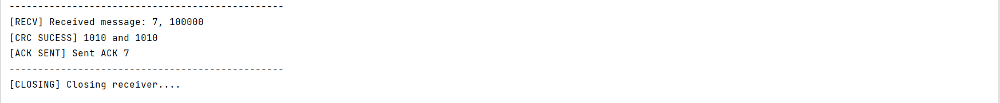 ------------------------------------------------
[RECV] Received message: 7, 100000
[CRC SUCESS] 1010 and 1010
[ACK SENT] Sent ACK 7
------------------------------------------------
[CLOSING] Closing receiver....